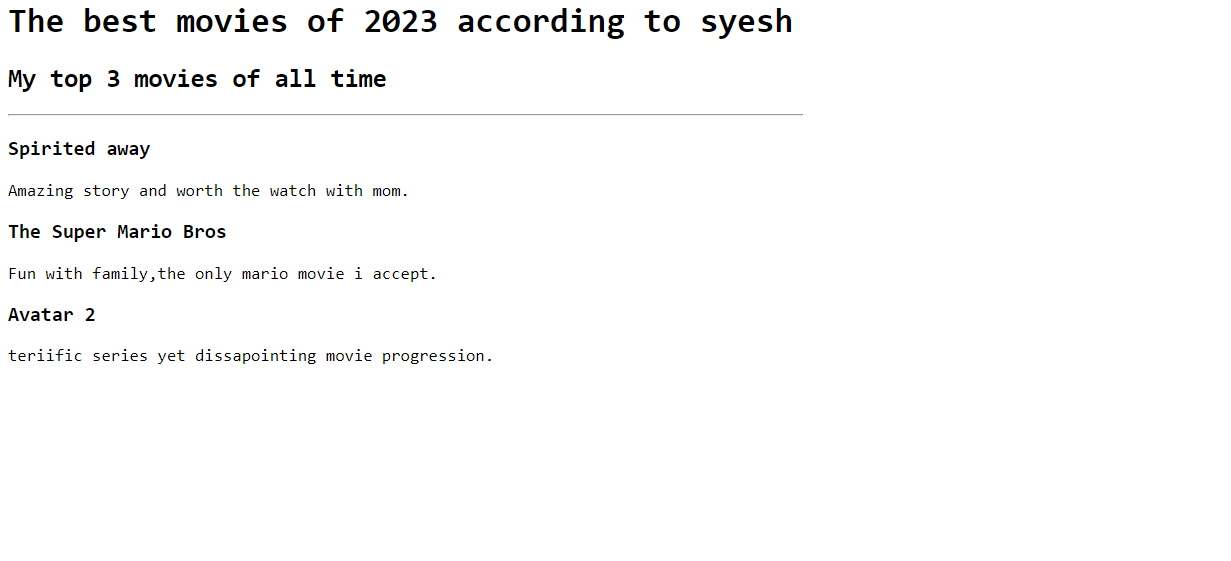 The best movies of 2023 according to syesh
My top 3 movies of all time
Spirited away
Amazing story and worth the watch with mom.
The Super Mario Bros
Fun with family,the only mario movie i accept.
Avatar 2
teriific series yet dissapointing movie progression.